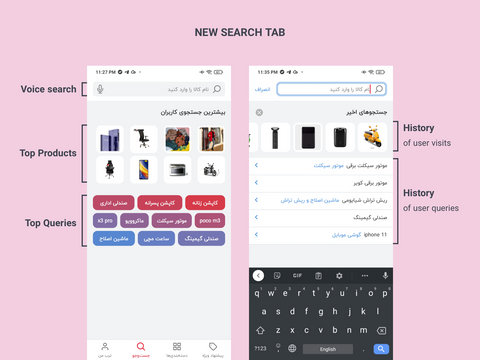 NEW SEARCH TAB
Voice search
Top Products
Top Queries
11:27 PM
نام کالا را وارد کنید
بیشترین جستجوی کاربران
کاپشن زنانه
کاپشن پسرانه
صندلی اداری
poco m3
موتور سیکلت
ماکروویو
x3 pro
صندلی گیمینگ
ساعت مچی
ماشین اصلاح
پیشنهاد ویژه
دسته‌بندی‌ها
جست‌وجو
11:35 PM
نام کالا را وارد کنید
انصراف
جستجوهای اخیر
موتور سیکلت برقی موتور سیکلت
موتور برقی کویر
ریش تراش شیاومی ماشین اصلاح و ریش تراش
صندلی گیمینگ
iphone 11 گوشی موبایل
History
of user visits
History
of user queries
GIF
q w e r t y u i o p
a s d f g h j k l
z x c v b n m
?123
English